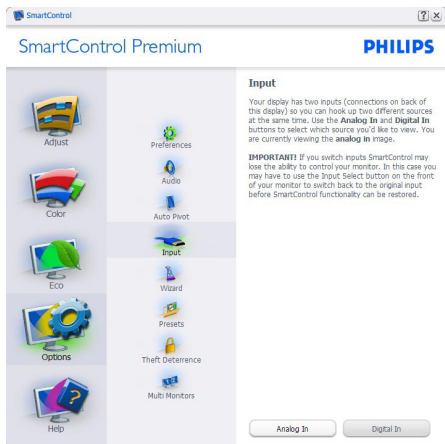 SmartControl
SmartControl Premium
PHILIPS
Adjust
Color
Eco
Options
Help
Preferences
Audio
Auto Pivot
Input
Wizard
Presets
Theft Deterrence
Multi Monitors
Input
Your display has two inputs (connections on back of
this display) so you can hook up two different sources
at the same time. Use the Analog In and Digital In
buttons to select which source you'd like to view. You
are currently viewing the analog in image.
IMPORTANT! If you switch inputs SmartControl may
lose the ability to control your monitor. In this case you
may have to use the Input Select button on the front
of your monitor to switch back to the original input
before SmartControl functionality can be restored.
Analog In
Digital In